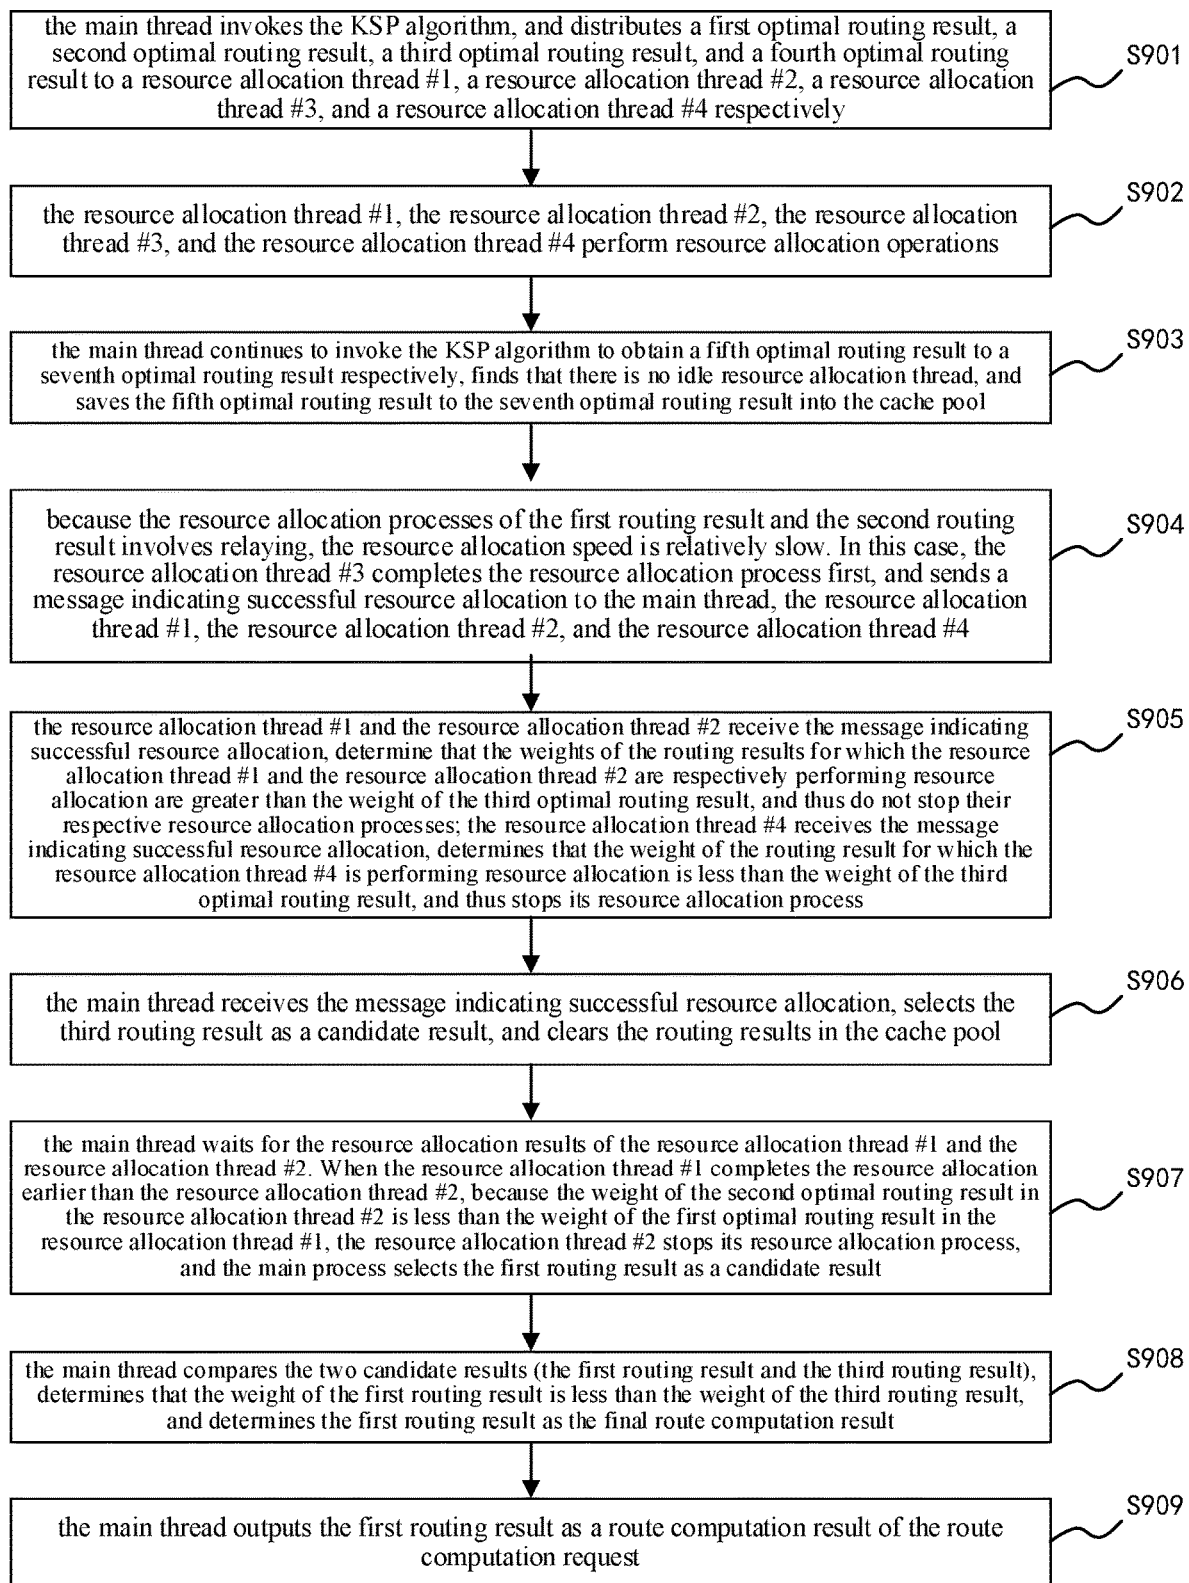 the main thread invokes the KSP algorithm, and distributes a first optimal routing result, a
second optimal routing result, a third optimal routing result, and a fourth optimal routing
result to a resource allocation thread #1, a resource allocation thread #2, a resource allocation
thread #3, and a resource allocation thread #4 respectively
S901
the resource allocation thread #1, the resource allocation thread #2, the resource allocation
thread #3, and the resource allocation thread #4 perform resource allocation operations
S902
the main thread continues to invoke the KSP algorithm to obtain a fifth optimal routing result to a
seventh optimal routing result respectively, finds that there is no idle resource allocation thread, and
saves the fifth optimal routing result to the seventh optimal routing result into the cache pool
S903
because the resource allocation processes of the first routing result and the second routing
result involves relaying, the resource allocation speed is relatively slow. In this case, the
resource allocation thread #3 completes the resource allocation process first, and sends a
message indicating successful resource allocation to the main thread, the resource allocation
thread #1, the resource allocation thread #2, and the resource allocation thread #4
S904
the resource allocation thread #1 and the resource allocation thread #2 receive the message indicating
successful resource allocation, determine that the weights of the routing results for which the resource
allocation thread #1 and the resource allocation thread #2 are respectively performing resource
allocation are greater than the weight of the third optimal routing result, and thus do not stop their
respective resource allocation processes; the resource allocation thread #4 receives the message
indicating successful resource allocation, determines that the weight of the routing result for which the
resource allocation thread #4 is performing resource allocation is less than the weight of the third
optimal routing result, and thus stops its resource allocation process
S905
the main thread receives the message indicating successful resource allocation, selects the
third routing result as a candidate result, and clears the routing results in the cache pool
S906
the main thread waits for the resource allocation results of the resource allocation thread #1 and the
resource allocation thread #2. When the resource allocation thread #1 completes the resource allocation
earlier than the resource allocation thread #2, because the weight of the second optimal routing result in
the resource allocation thread #2 is less than the weight of the first optimal routing result in the
resource allocation thread #1, the resource allocation thread #2 stops its resource allocation process,
and the main process selects the first routing result as a candidate result
S907
the main thread compares the two candidate results (the first routing result and the third routing result),
determines that the weight of the first routing result is less than the weight of the third routing result,
and determines the first routing result as the final route computation result
S908
the main thread outputs the first routing result as a route computation result of the route
computation request
S909